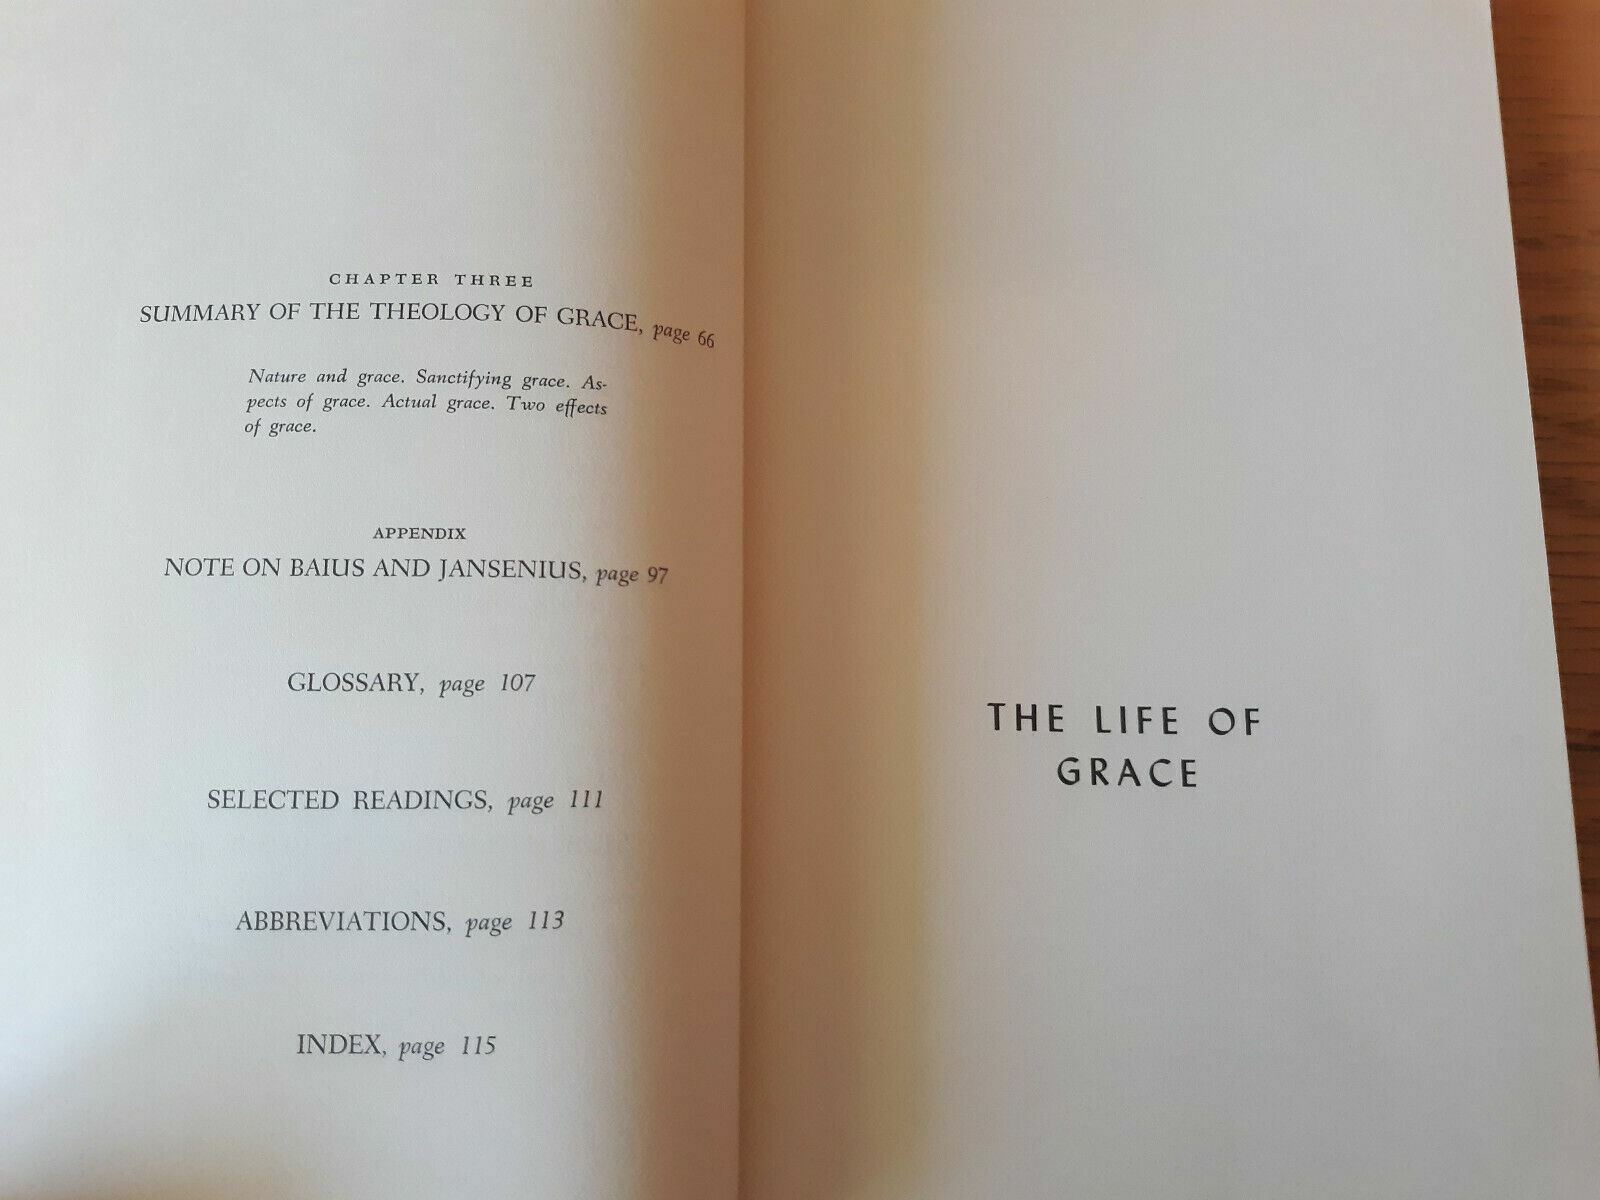 CHAPTER THREE
SUMMARY OF THE THEOLOGY OF GRACE, page 66
Nature and grace. Sanctifying grace. As-
pects of grace. Actual grace. Two effects
of grace.
APPENDIX
NOTE ON BAIUS AND JANSENIUS, page 97
GLOSSARY, page 107
SELECTED READINGS, page 111
ABBREVIATIONS, page 113
INDEX, page 115
THE LIFE OF
GRACE